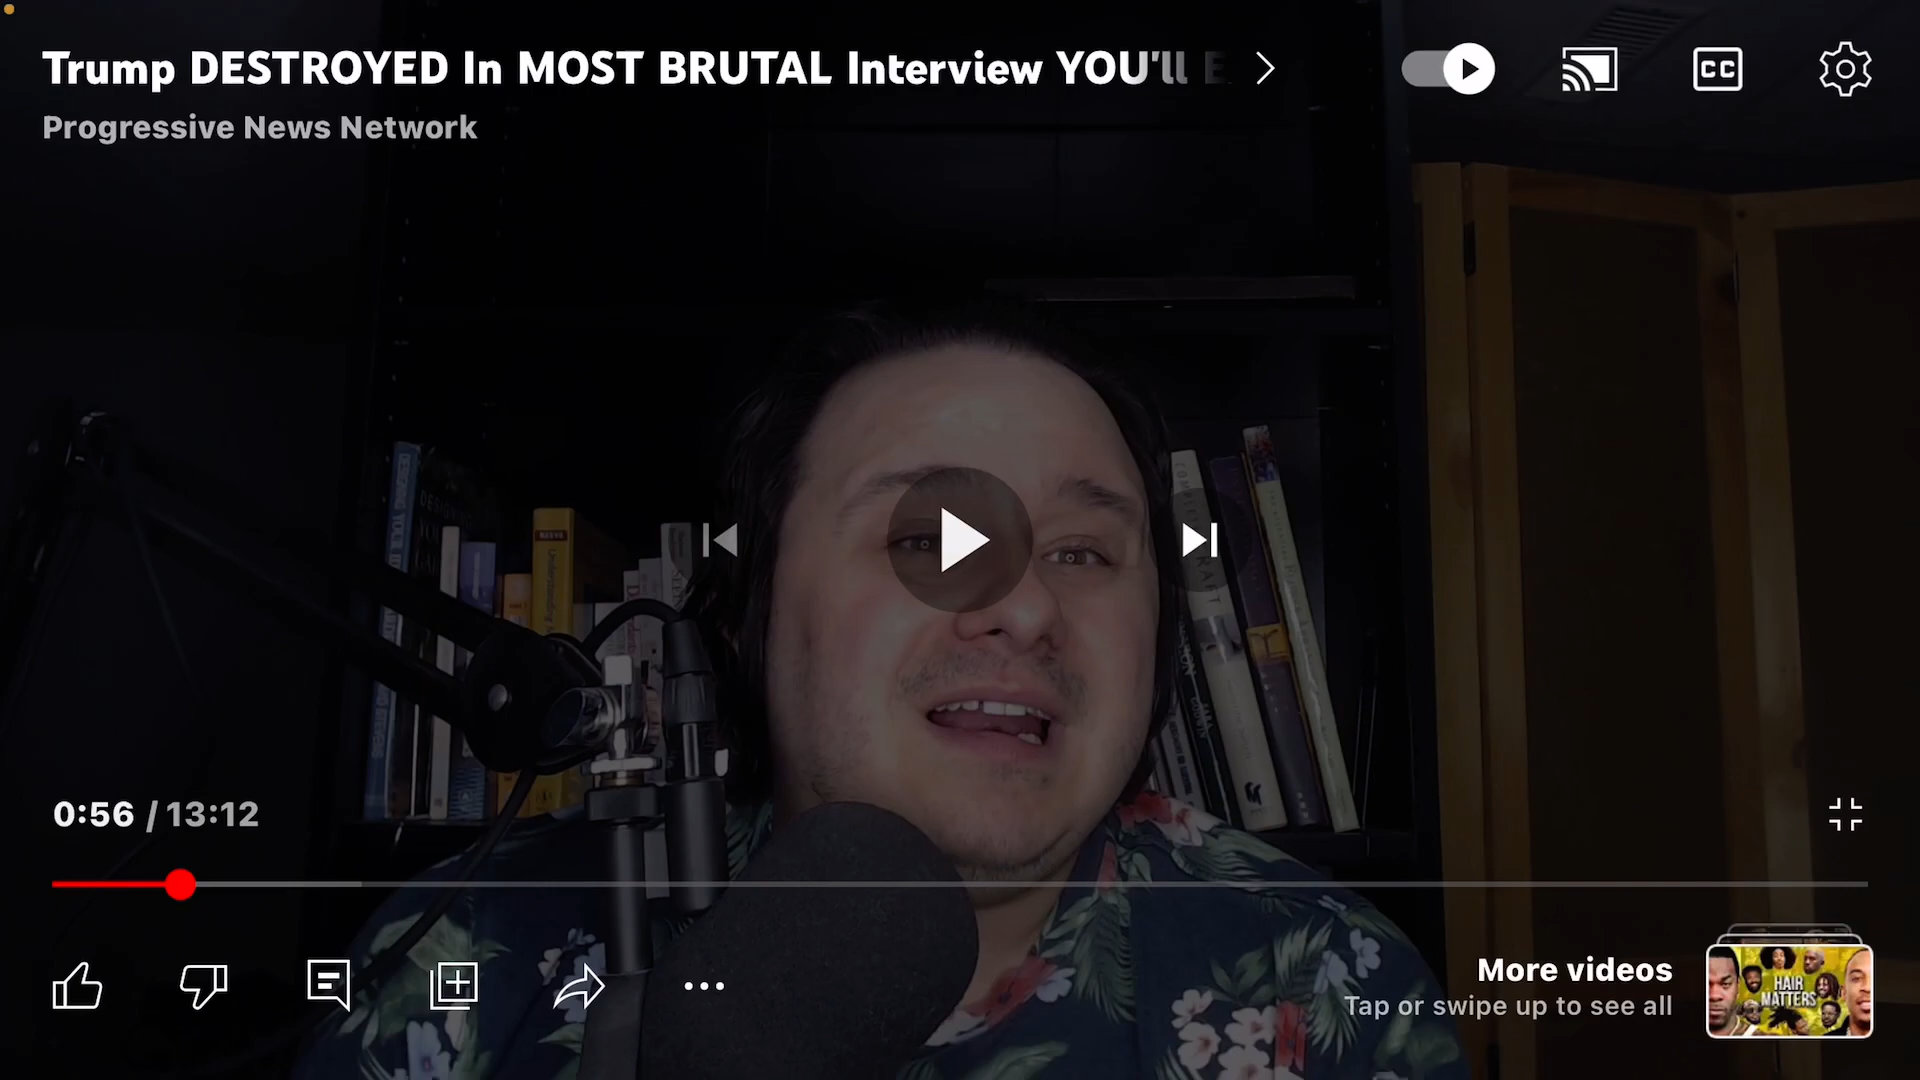 Trump DESTROYED In MOST BRUTAL Interview YOU'll E
Progressive News Network
CC
0:56 / 13:12
More videos
Tap or swipe up to see all
HAIR
MATTERS